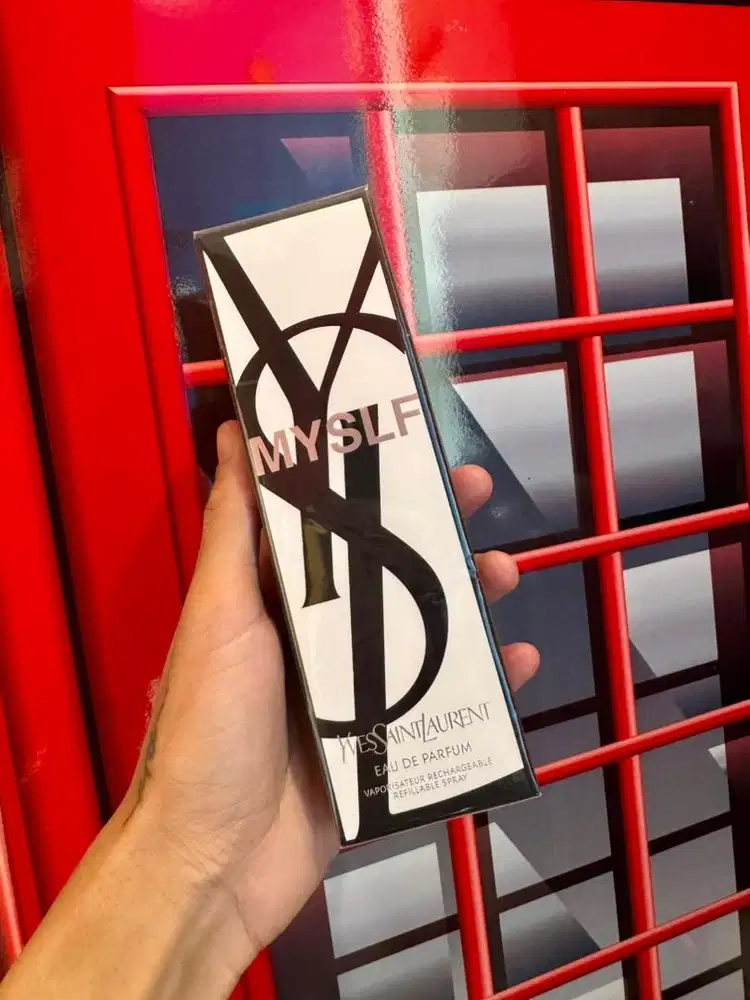 MYSLF
YVESSAINTLAURENT
EAU DE PARFUM
VAPORISATEUR RECHARGEABLE
REFILLABLE SPRAY